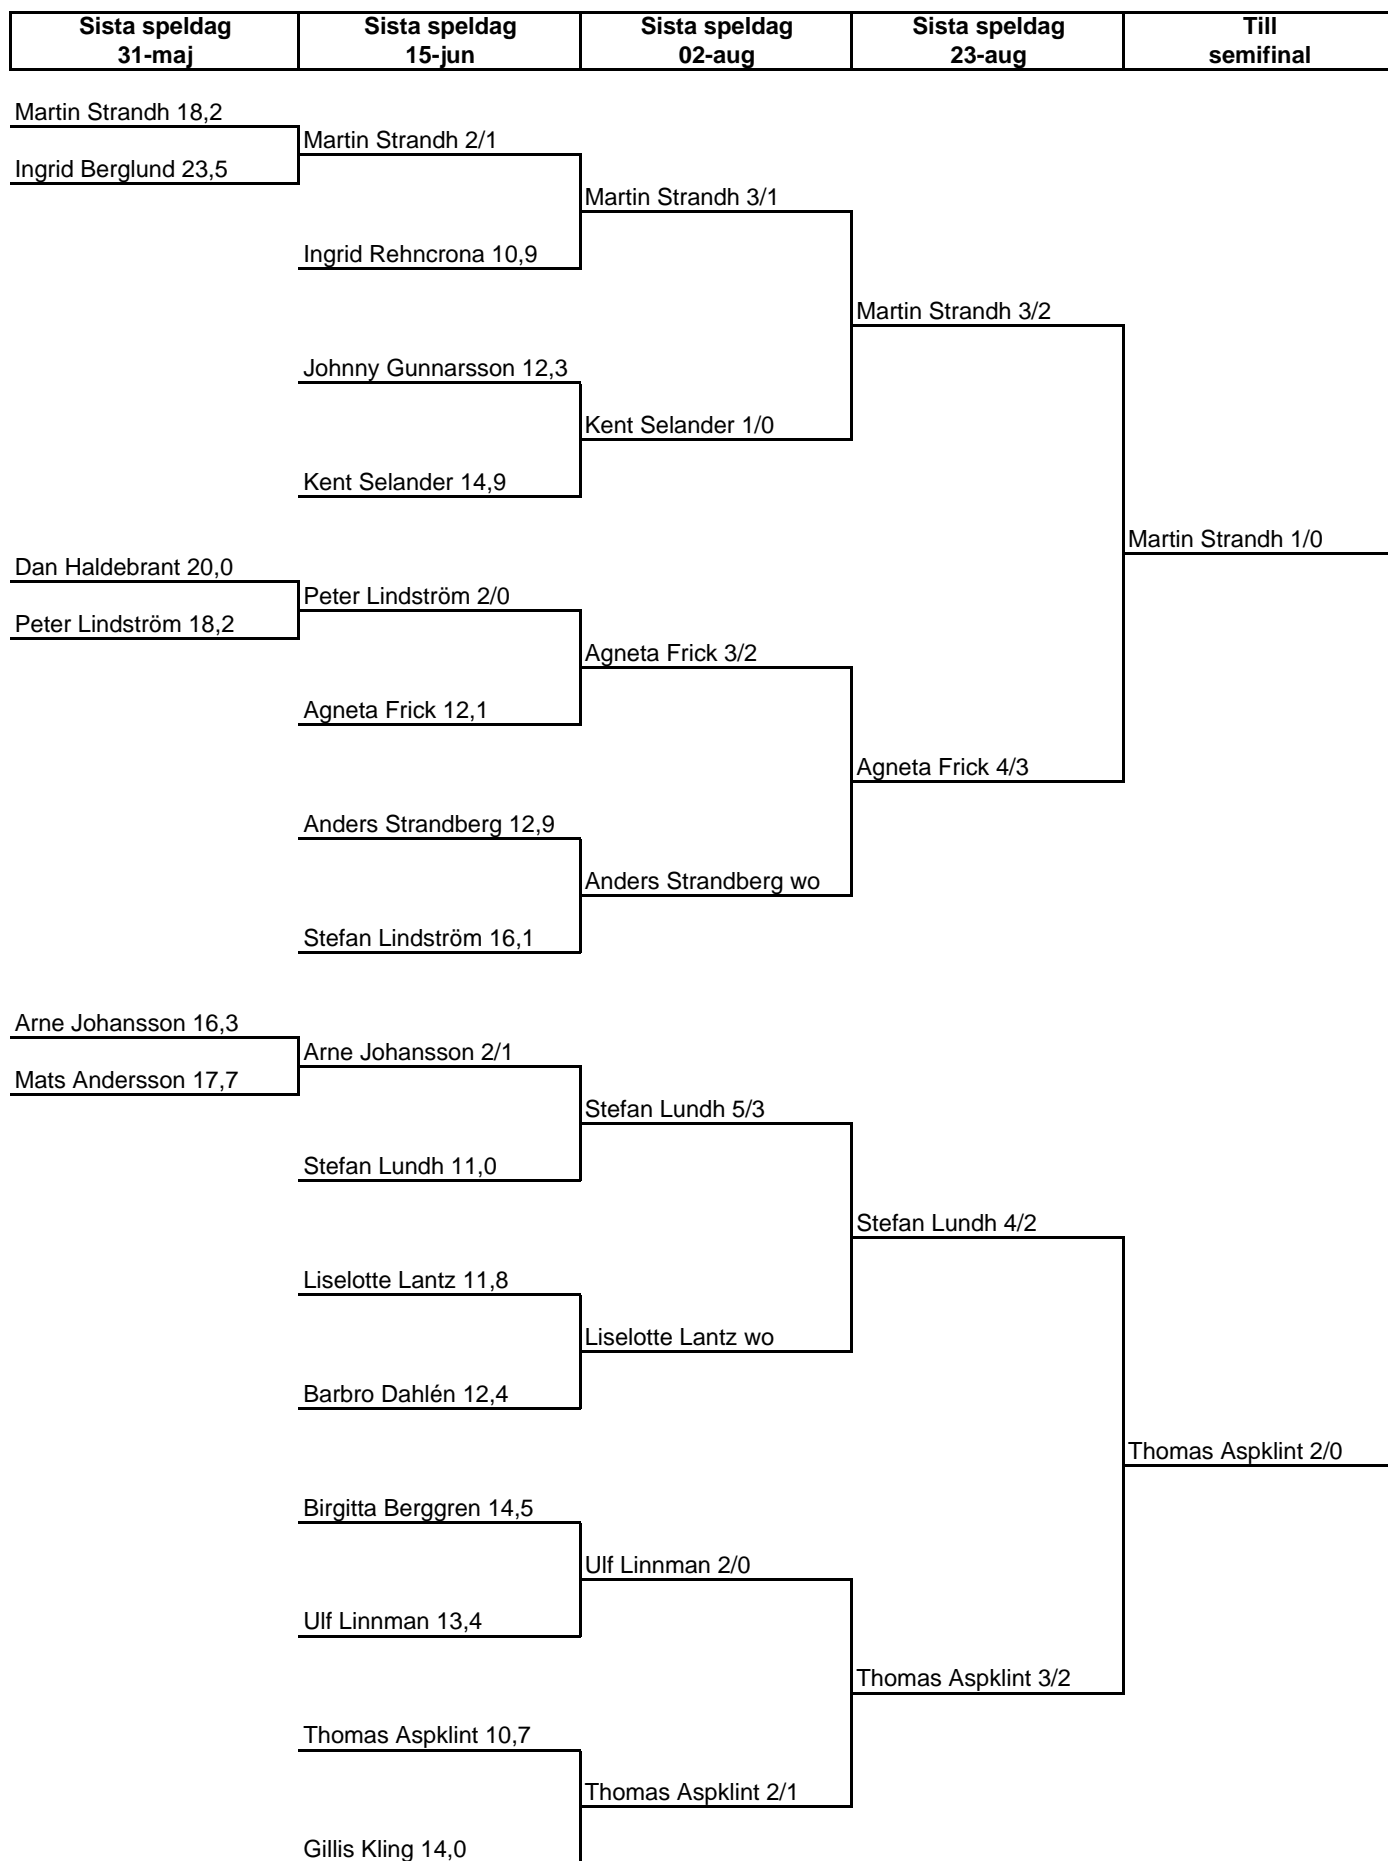 Sista speldag Sista speldag Sista speldag Sista speldag Till
31-maj 15-jun 02-aug 23-aug semifinal
Martin Strandh 18,2
Martin Strandh 2/1
Ingrid Berglund 23,5
Martin Strandh 3/1
Ingrid Rehncrona 10,9
Martin Strandh 3/2
Johnny Gunnarsson 12,3
Kent Selander 1/0
Kent Selander 14,9
Martin Strandh 1/0
Dan Haldebrant 20,0
Peter Lindström 2/0
Peter Lindström 18,2
Agneta Frick 3/2
Agneta Frick 12,1
Agneta Frick 4/3
Anders Strandberg 12,9
Anders Strandberg wo
Stefan Lindström 16,1
Arne Johansson 16,3
Arne Johansson 2/1
Mats Andersson 17,7
Stefan Lundh 5/3
Stefan Lundh 11,0
Stefan Lundh 4/2
Liselotte Lantz 11,8
Liselotte Lantz wo
Barbro Dahlén 12,4
Thomas Aspklint 2/0
Birgitta Berggren 14,5
Ulf Linnman 2/0
Ulf Linnman 13,4
Thomas Aspklint 3/2
Thomas Aspklint 10,7
Thomas Aspklint 2/1
Gillis Kling 14,0